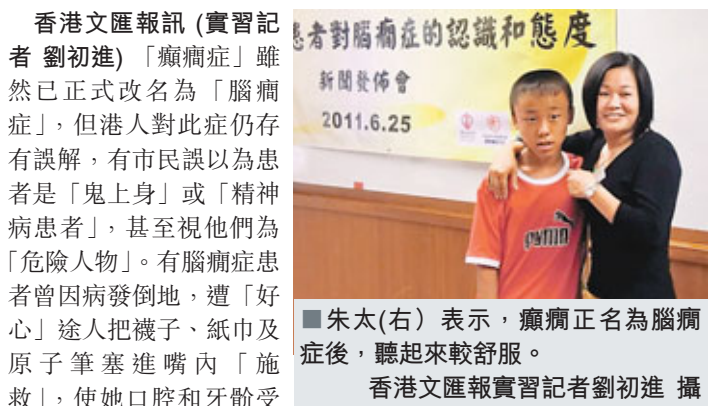 香港文匯報訊 (實習記
者 劉初進)「癲癇症」雖
然已正式改名為「腦癇
症」，但港人對此症仍存
有誤解，有市民誤以為患
者是「鬼上身」或「精神
病患者」，甚至視他們為
「危險人物」。有腦癇症患
者曾因病發倒地，遭「好
心」途人把襪子、紙巾及
原子筆塞進嘴內「施
救」，使她口腔和牙骱受
患者對腦癇症的認識和態度
新聞發佈會
2011.6.25
PUMA
■朱太(右）表示，癲癇正名為腦癇
症後，聽起來較舒服。
香港文匯報實習記者劉初進 攝